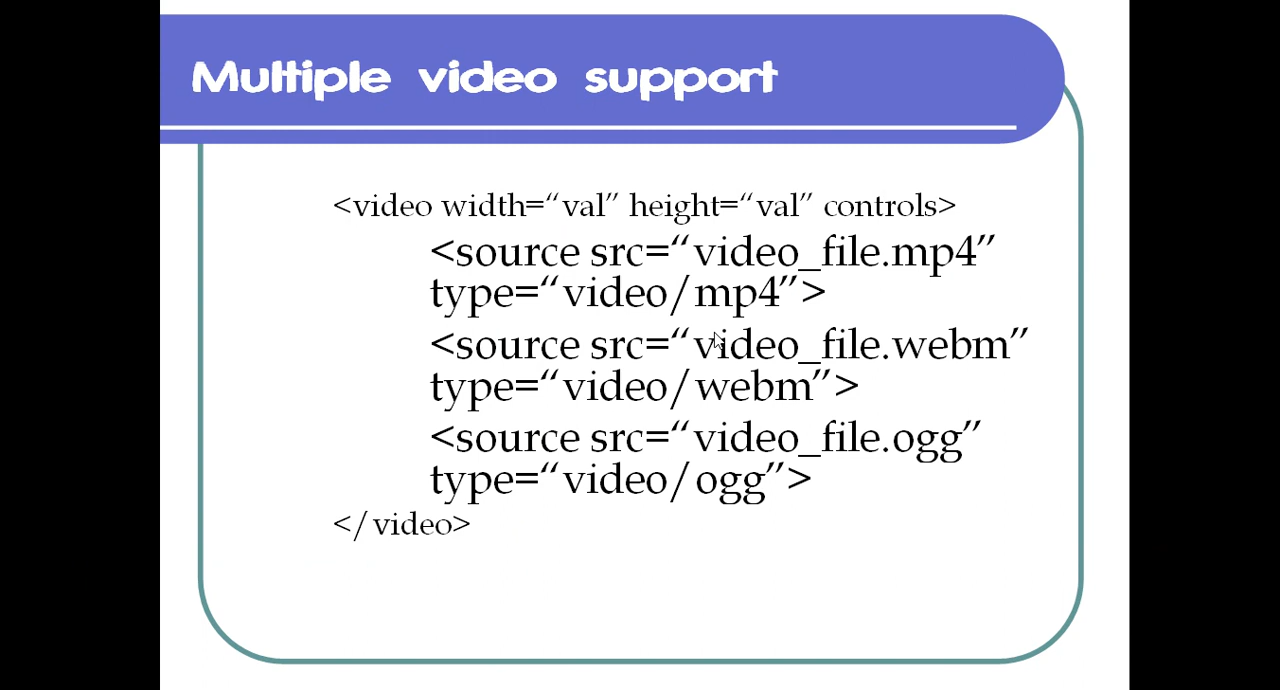 Multiple video support
<video width=“val” height=“val” controls>
<source src=“video_file.mp4”
type=“video/mp4”>
<source src=“video_file.webm”
type=“video/webm”>
<source src=“video_file.ogg”
type=“video/ogg”>
</video>